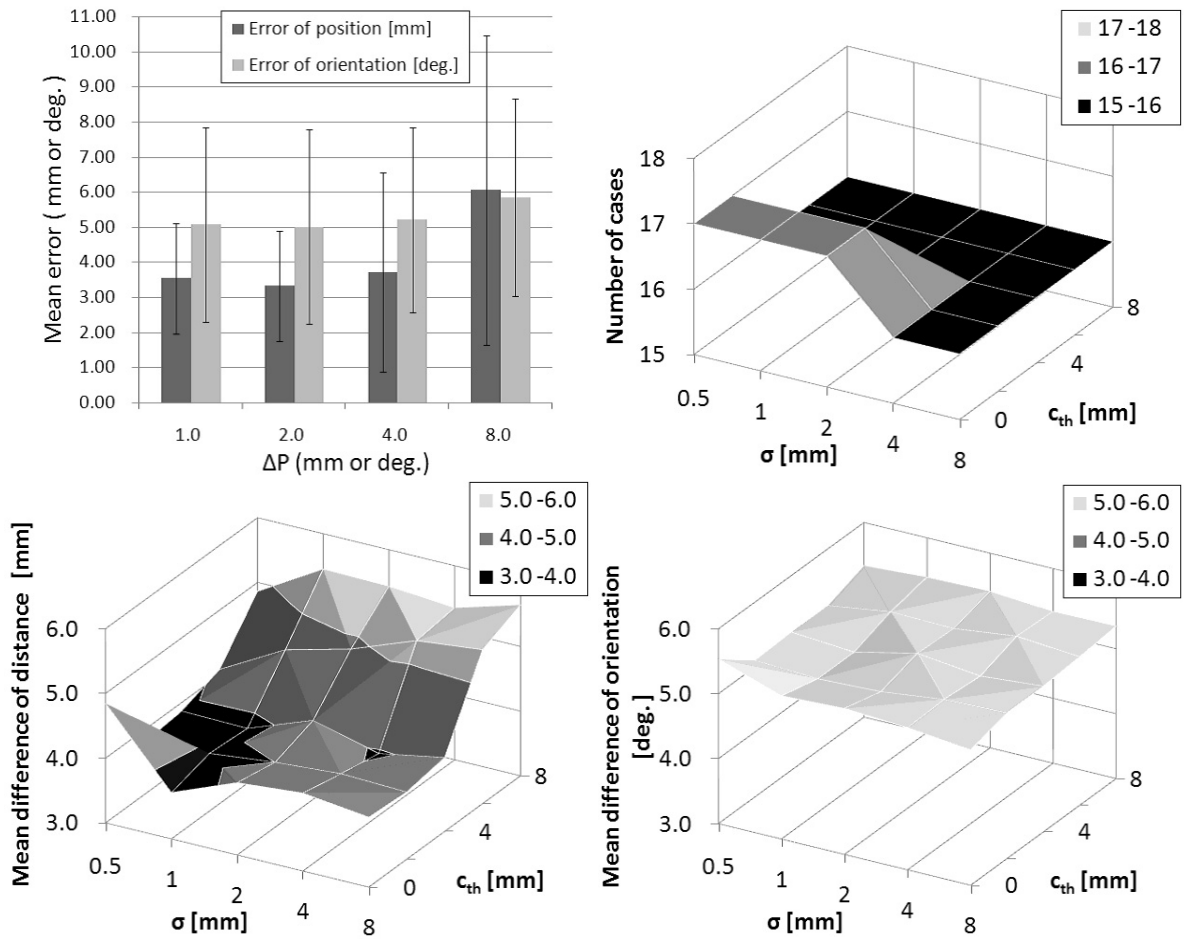 11.00
10.00
9.00
8.00
7.00
6.00
5.00
4.00
3.00
2.00
1.00
0.00
Mean error ( mm or deg. )
Error of position [mm]
Error of orientation [deg.]
1.0 2.0 4.0 8.0
ΔP (mm or deg.)
17 -18
16 -17
15 -16
Number of cases
18
17
16
15
0.5 1 2 4 8
σ [mm]
0 4 8
cth [mm]
5.0 -6.0
4.0 -5.0
3.0 -4.0
Mean difference of distance [mm]
6.0
5.0
4.0
3.0
0.5 1 2 4 8
σ [mm]
0 4 8
cth [mm]
5.0 -6.0
4.0 -5.0
3.0 -4.0
Mean difference of orientation
[deg.]
6.0
5.0
4.0
3.0
0.5 1 2 4 8
σ [mm]
0 4 8
cth [mm]